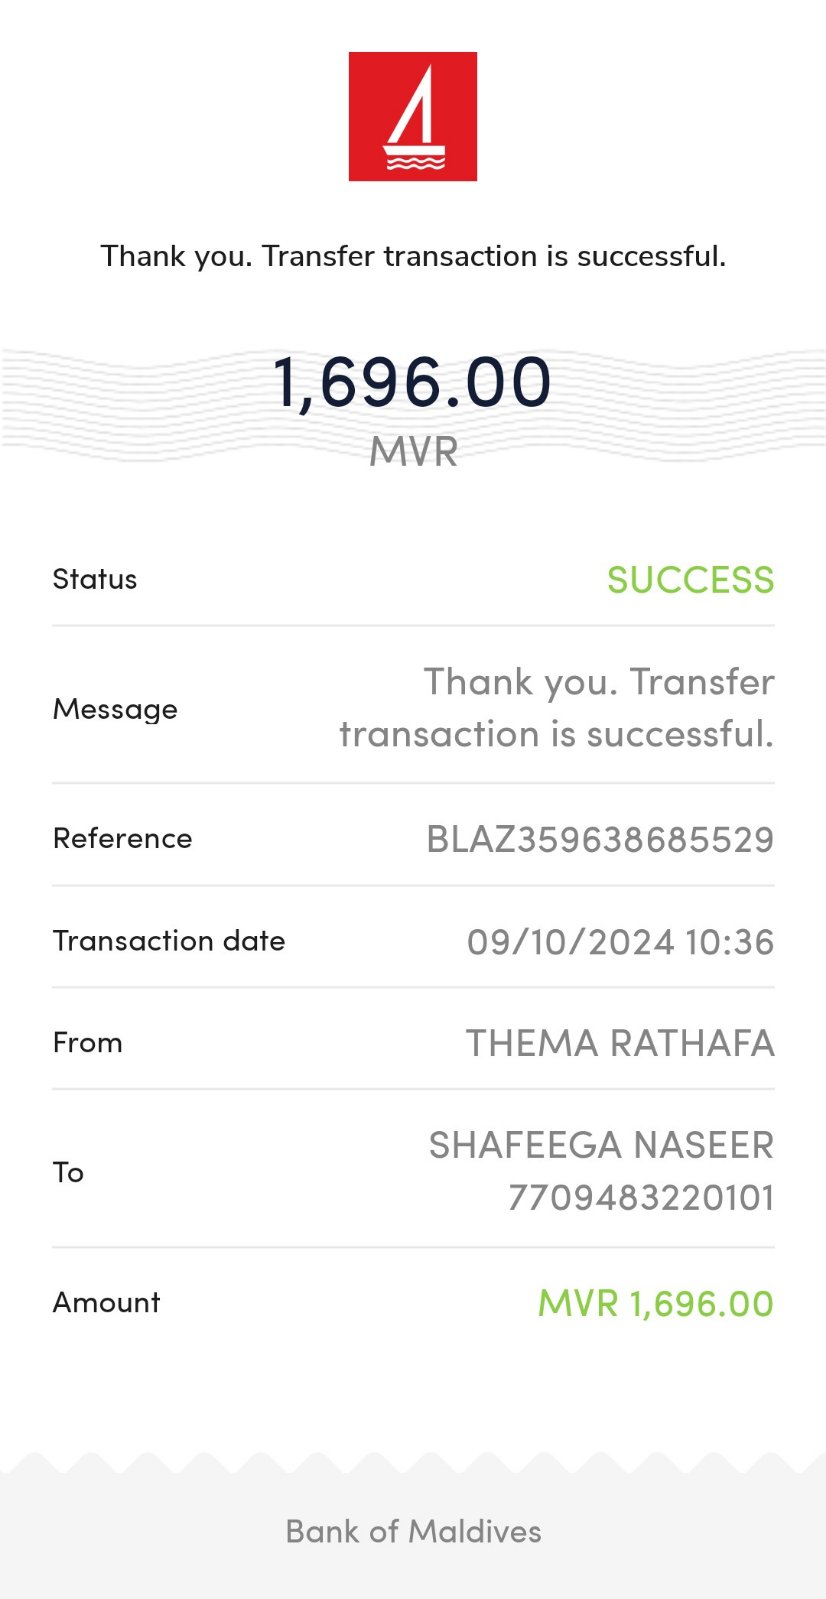 Thank you. Transfer transaction is successful.
1,696.00
MVR
Status
SUCCESS
Message
Thank you. Transfer
transaction is successful.
Reference
BLAZ359638685529
Transaction date
09/10/2024 10:36
From
THEMA RATHAFA
To
SHAFEEGA NASEER
7709483220101
Amount
MVR 1,696.00
Bank of Maldives